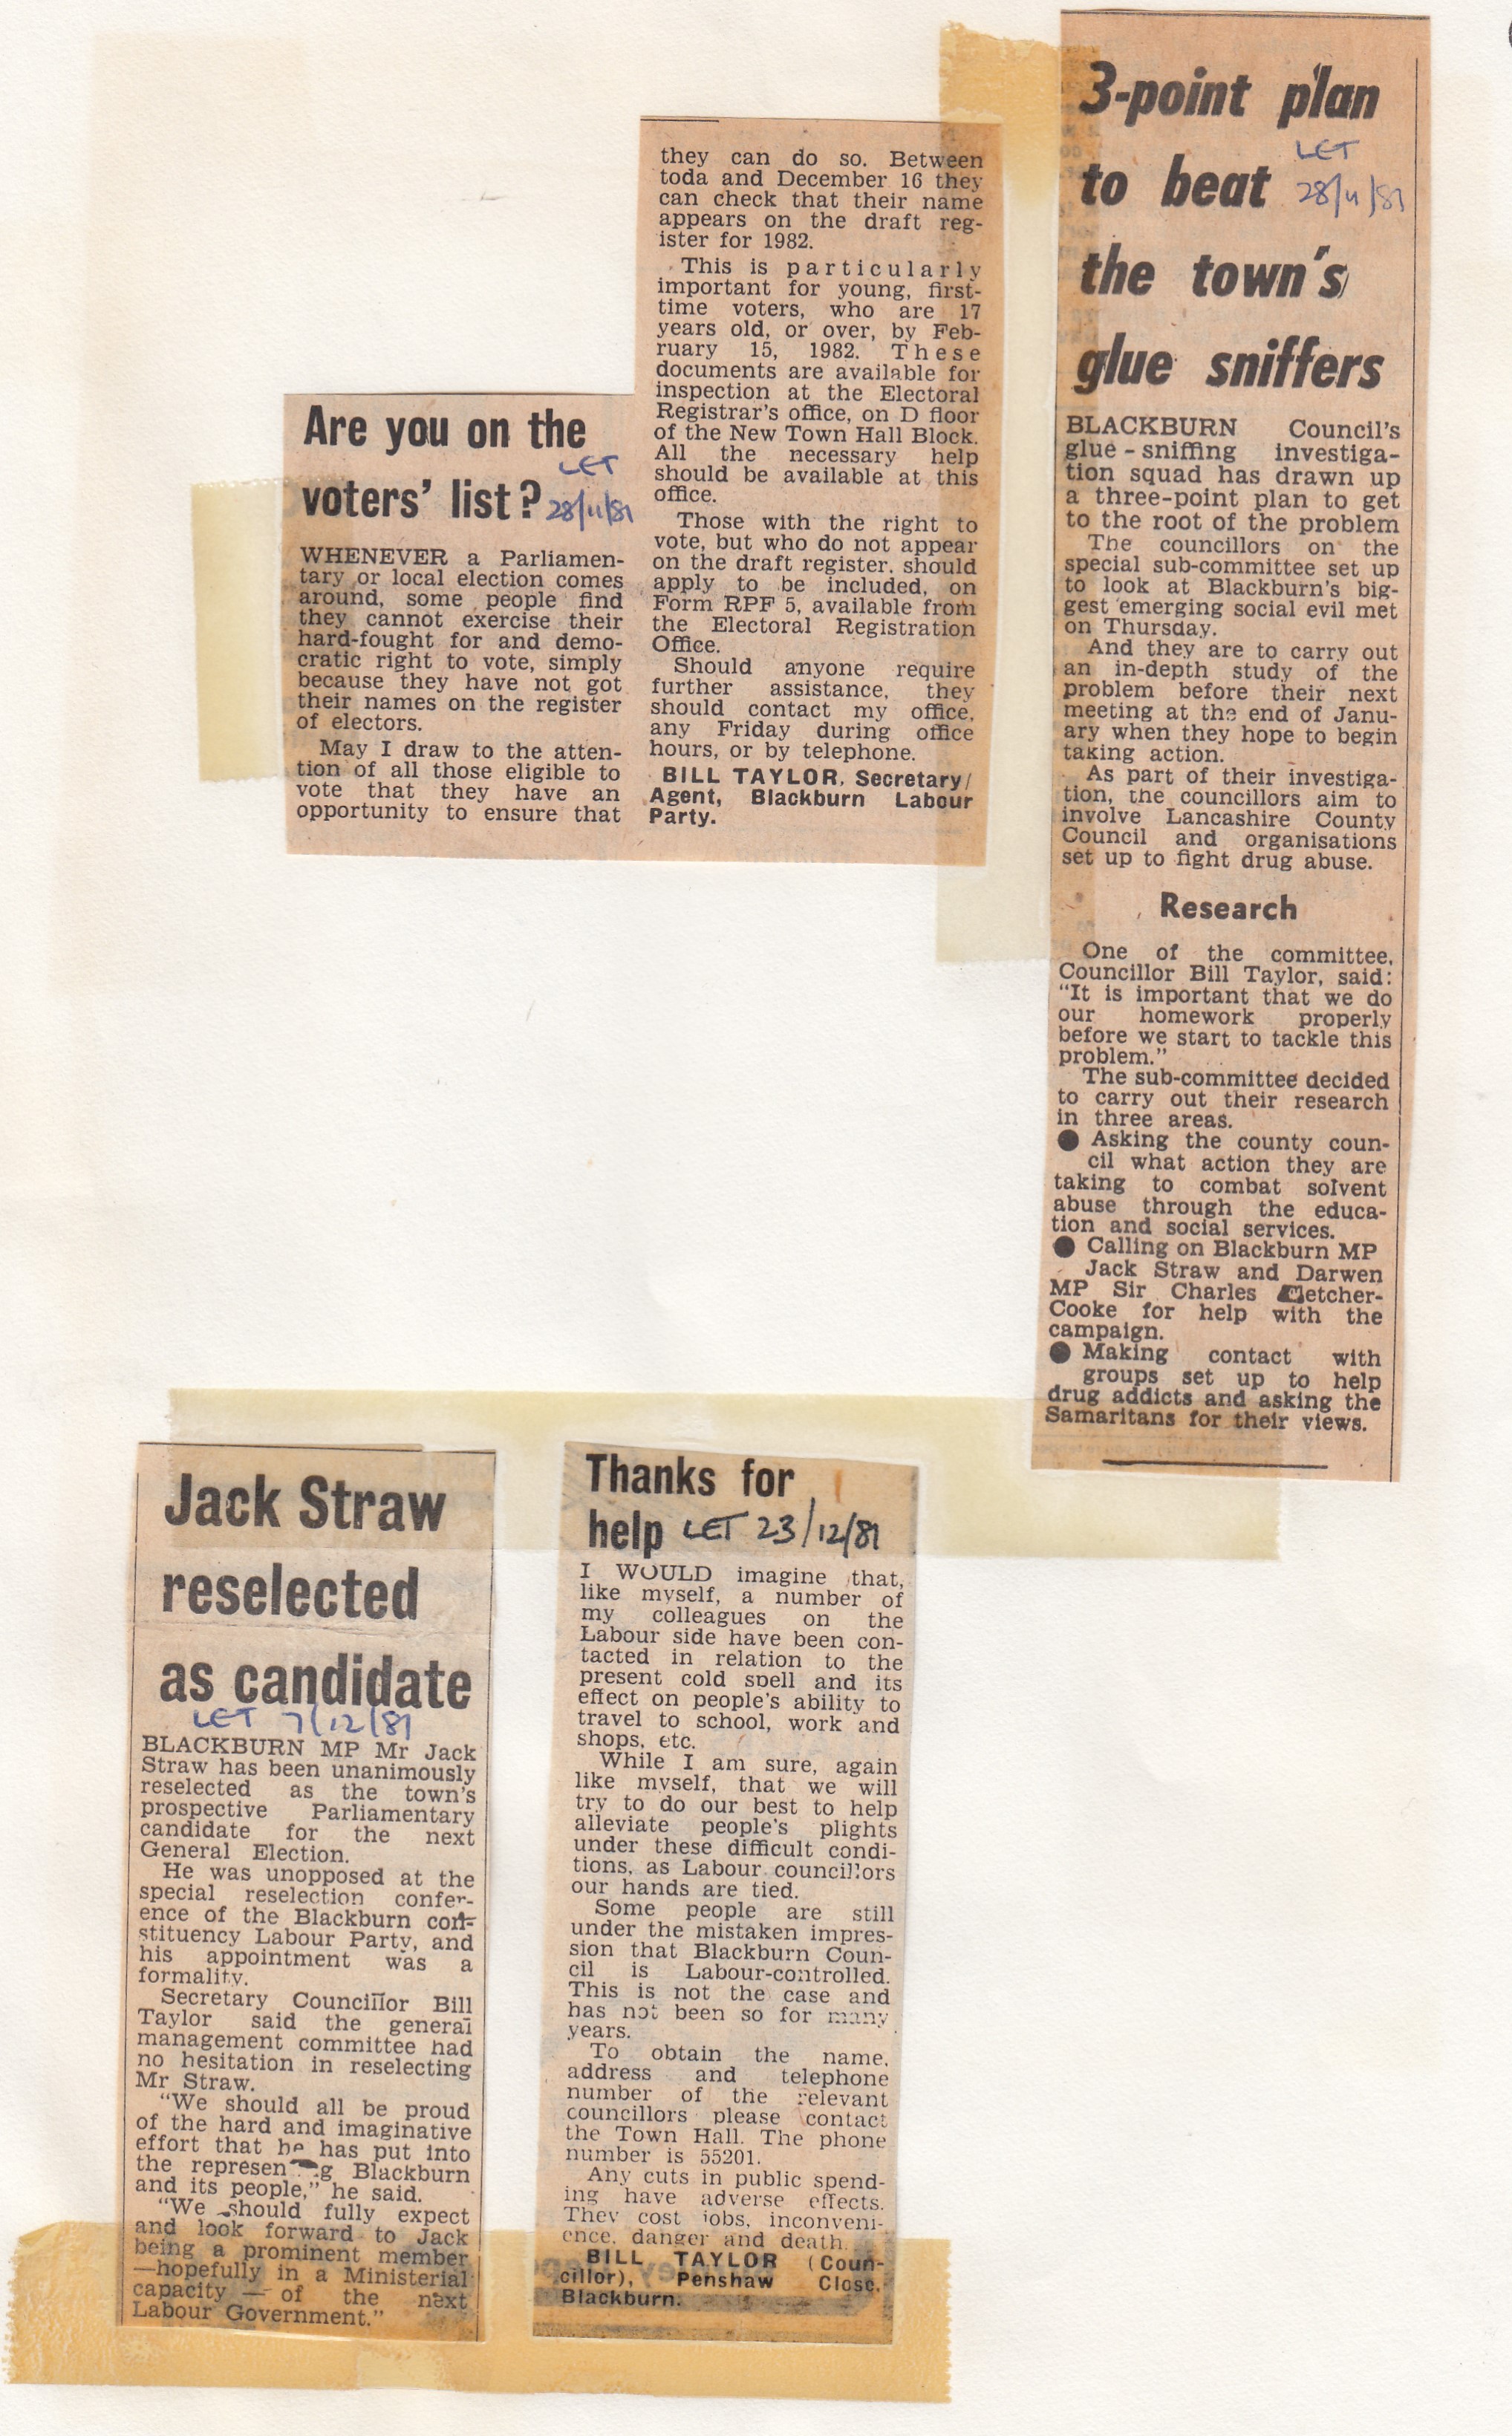 Are you on the
LET
voters' list? 28/11/81
WHENEVER a Parliamen-
tary or local election comes
around, some people find
they cannot exercise their
hard-fought for and demo-
cratic right to vote, simply
because they have not got
their names on the register
of electors.
May I draw to the atten-
tion of all those eligible to
vote that they have an
opportunity to ensure that
they can do so. Between
toda and December 16 they
can check that their name
appears on the draft reg-
ister for 1982.
This is particularly
important for young, first-
time voters, who are 17
years old, or over, by Feb-
ruary 15, 1982. These
documents are available for
inspection at the Electoral
Registrar's office, on D floor
of the New Town Hall Block.
All the necessary help
should be available at this
office.
Those with the right to
vote, but who do not appear
on the draft register, should
apply to be included, on
Form RPF 5, available from
the Electoral Registration
Office.
Should anyone require
further assistance, they
should contact my office,
any Friday during office
hours, or by telephone.
BILL TAYLOR, Secretary/
Agent, Blackburn Labour
Party.
3-point plan
LET
to beat 28/11/81
the town's
glue sniffers
BLACKBURN Council's
glue-sniffing investiga-
tion squad has drawn up
a three-point plan to get
to the root of the problem
The councillors on the
special sub-committee set up
to look at Blackburn's big-
gest emerging social evil met
on Thursday.
And they are to carry out
an in-depth study of the
problem before their next
meeting at the end of Janu-
ary when they hope to begin
taking action.
As part of their investiga-
tion, the councillors aim to
involve Lancashire County
Council and organisations
set up to fight drug abuse.
Research
One of the committee,
Councillor Bill Taylor, said:
"It is important that we do
our homework properly
before we start to tackle this
problem."
The sub-committee decided
to carry out their research
in three areas.
● Asking the county coun-
cil what action they are
taking to combat solvent
abuse through the educa-
tion and social services.
● Calling on Blackburn MP
Jack Straw and Darwen
MP Sir Charles Fletcher-
Cooke for help with the
campaign.
● Making contact with
groups set up to help
drug addicts and asking the
Samaritans for their views.
Jack Straw
reselected
as candidate
LET 7/12/81
BLACKBURN MP Mr Jack
Straw has been unanimously
reselected as the town's
prospective Parliamentary
candidate for the next
General Election.
He was unopposed at the
special reselection confer-
ence of the Blackburn con-
stituency Labour Party, and
his appointment was a
formality.
Secretary Councillor Bill
Taylor said the general
management committee had
no hesitation in reselecting
Mr Straw.
"We should all be proud
of the hard and imaginative
effort that he has put into
the representing Blackburn
and its people," he said.
"We should fully expect
and look forward to Jack
being a prominent member
—hopefully in a Ministerial
capacity — of the next
Labour Government."
Thanks for
help LET 23/12/81
I WOULD imagine that,
like myself, a number of
my colleagues on the
Labour side have been con-
tacted in relation to the
present cold spell and its
effect on people's ability to
travel to school, work and
shops, etc.
While I am sure, again
like myself, that we will
try to do our best to help
alleviate people's plights
under these difficult condi-
tions, as Labour councillors
our hands are tied.
Some people are still
under the mistaken impres-
sion that Blackburn Coun-
cil is Labour-controlled.
This is not the case and
has not been so for many
years.
To obtain the name,
address and telephone
number of the relevant
councillors please contact
the Town Hall. The phone
number is 55201.
Any cuts in public spend-
ing have adverse effects.
They cost jobs, inconveni-
ence, danger and death.
BILL TAYLOR (Coun-
cillor), Penshaw Close,
Blackburn.